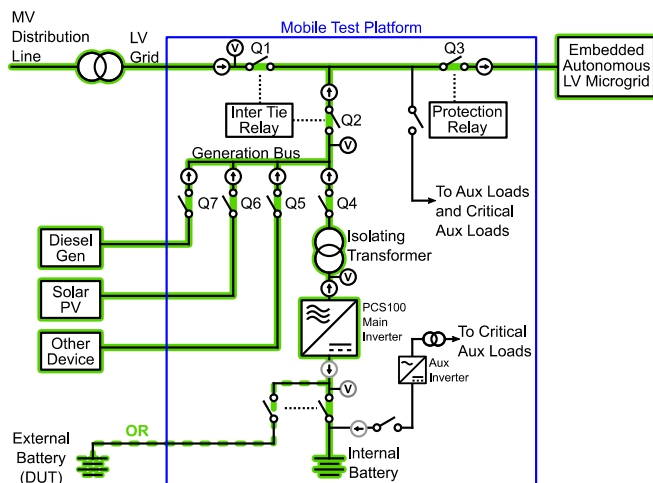 MV
Distribution
Line
LV
Grid
Mobile Test Platform
V
Q1
Q3
Embedded
Autonomous
LV Microgrid
Inter Tie
Relay
Q2
Protection
Relay
V
Generation Bus
Q7
Q6
Q5
Q4
To Aux Loads
and Critical
Aux Loads
Diesel
Gen
Isolating
Transformer
V
Solar
PV
PCS100
Main
Inverter
Other
Device
To Critical
Aux Loads
Aux
Inverter
V
OR
External
Battery
(DUT)
Internal
Battery